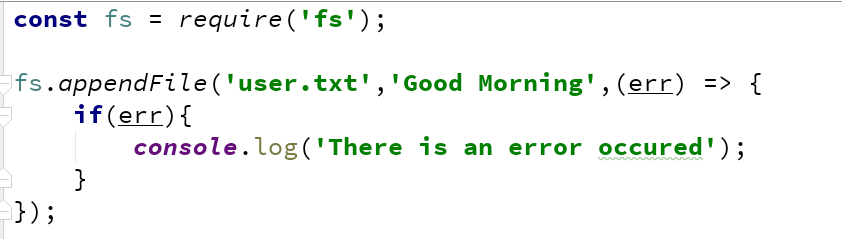 const fs = require('fs');
fs.appendFile('user.txt','Good Morning',(err) => {
if(err){
console.log('There is an error occured');
}
});